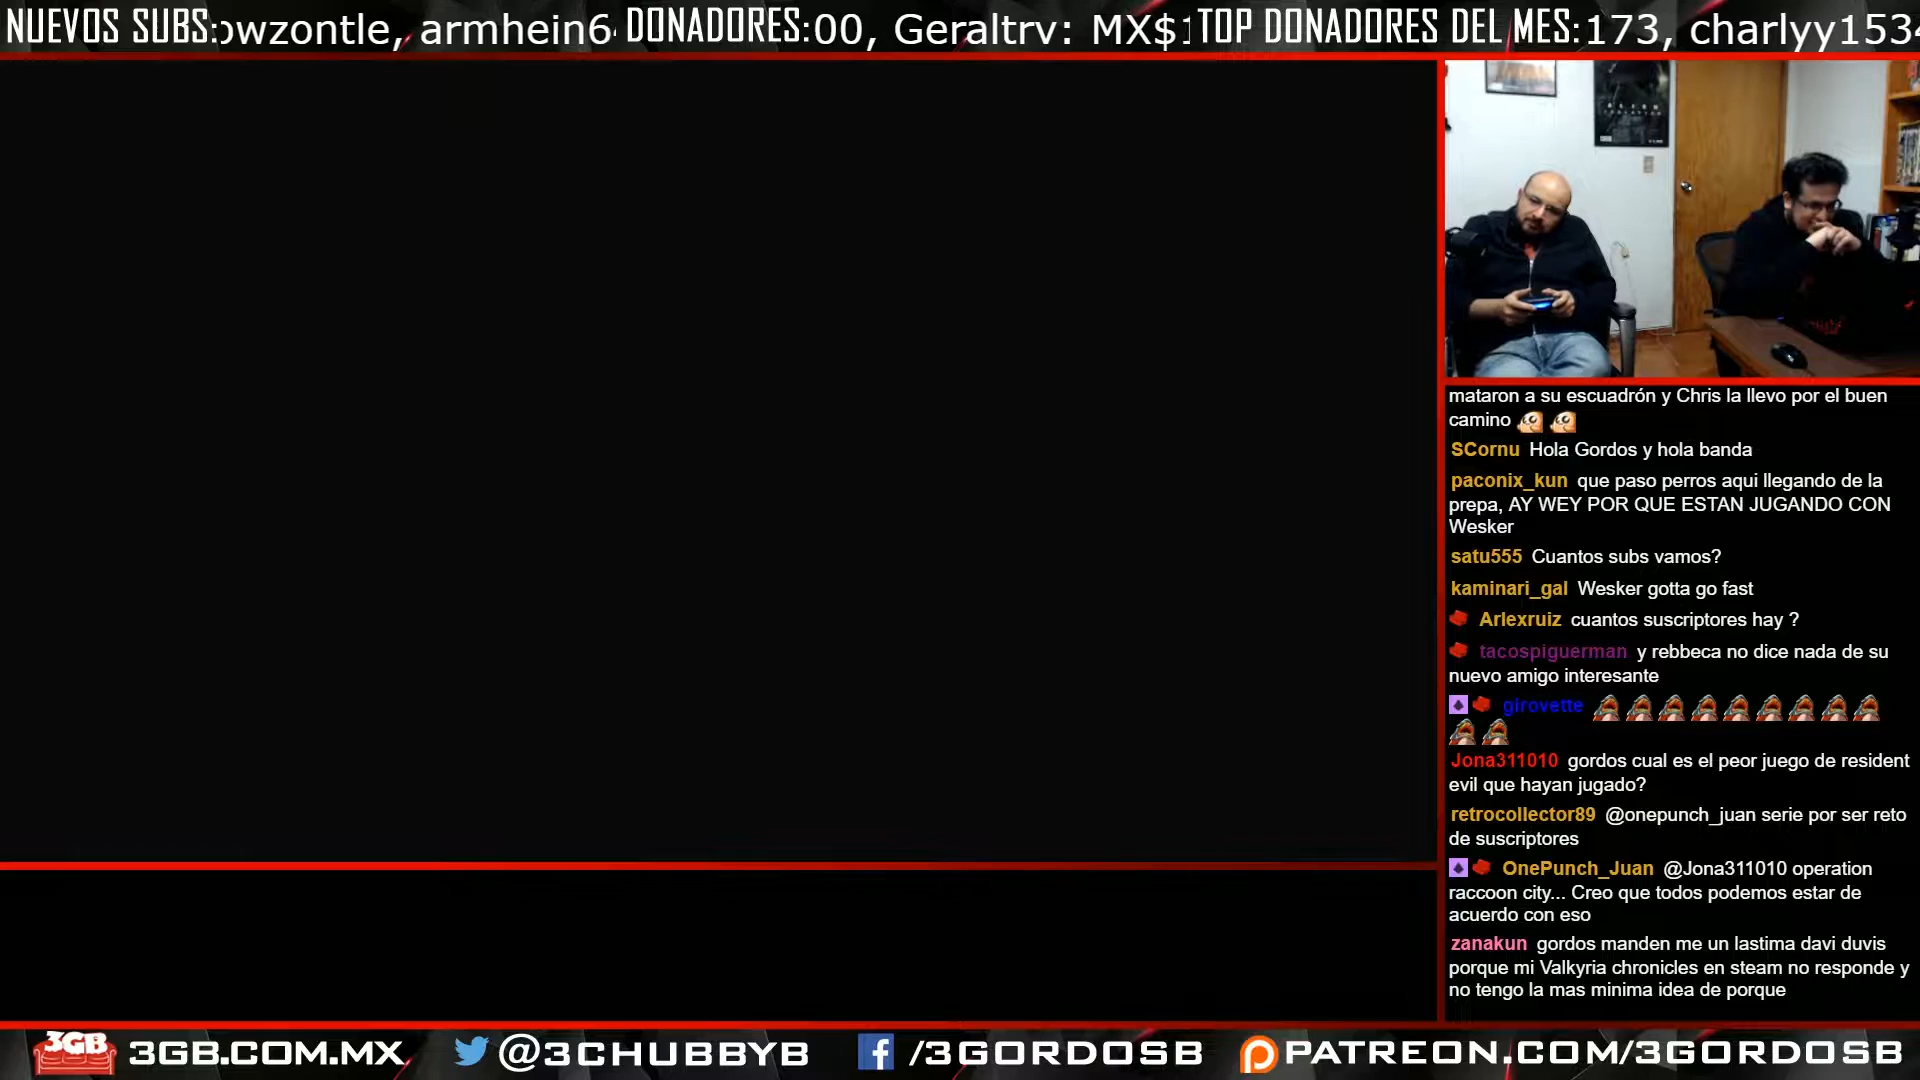 NUEVOS SUBS: owzontle, armhein6 DONADORES: 00, Geraltrv: MX$1 TOP DONADORES DEL MES: 173, charlyy1534
mataron a su escuadrón y Chris la llevo por el buen
camino
SCornu Hola Gordos y hola banda
paconix_kun que paso perros aqui llegando de la
prepa, AY WEY POR QUE ESTAN JUGANDO CON
Wesker
satu555 Cuantos subs vamos?
kaminari_gal Wesker gotta go fast
Arlexruiz cuantos suscriptores hay ?
tacospiguerman y rebbeca no dice nada de su
nuevo amigo interesante
girovette
Jona311010 gordos cual es el peor juego de resident
evil que hayan jugado?
retrocollector89 @onepunch_juan serie por ser reto
de suscriptores
OnePunch_Juan @Jona311010 operation
raccoon city... Creo que todos podemos estar de
acuerdo con eso
zanakun gordos manden me un lastima davi duvis
porque mi Valkyria chronicles en steam no responde y
no tengo la mas minima idea de porque
3GB 3GB.COM.MX @3CHUBBYB /3GORDOSB PATREON.COM/3GORDOSB